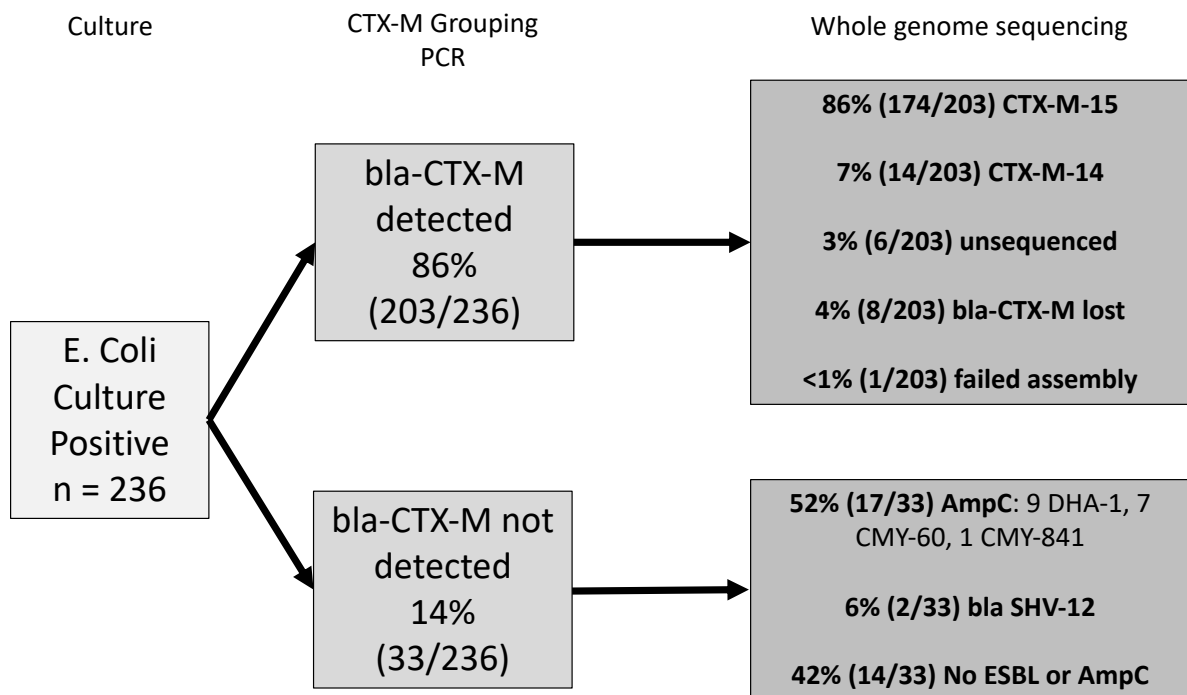 Culture
CTX-M Grouping
PCR
Whole genome sequencing
E. Coli
Culture
Positive
n = 236
bla-CTX-M
detected
86%
(203/236)
86% (174/203) CTX-M-15
7% (14/203) CTX-M-14
3% (6/203) unsequenced
4% (8/203) bla-CTX-M lost
<1% (1/203) failed assembly
bla-CTX-M not
detected
14%
(33/236)
52% (17/33) AmpC: 9 DHA-1, 7
CMY-60, 1 CMY-841
6% (2/33) bla SHV-12
42% (14/33) No ESBL or AmpC